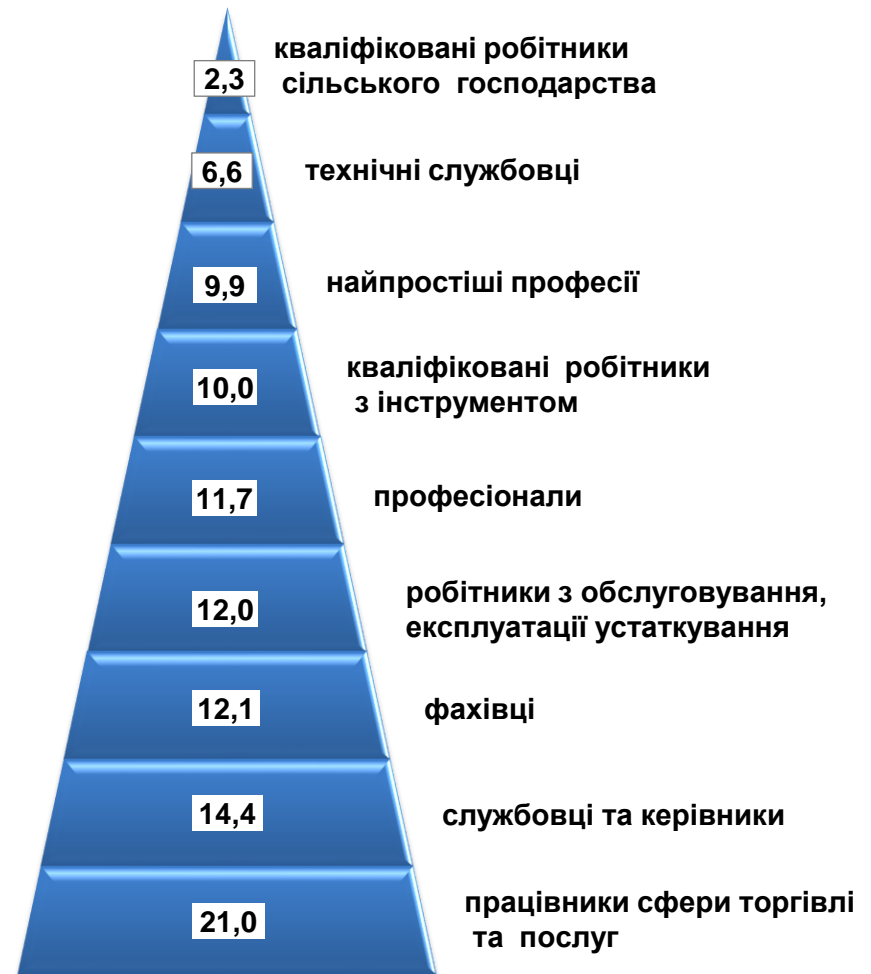 кваліфіковані робітники
2,3 сільського господарства
6,6 технічні службовці
9,9 найпростіші професії
кваліфіковані робітники
10,0 з інструментом
11,7 професіонали
робітники з обслуговування,
12,0 експлуатації устаткування
12,1 фахівці
14,4 службовці та керівники
працівники сфери торгівлі
21,0 та послуг